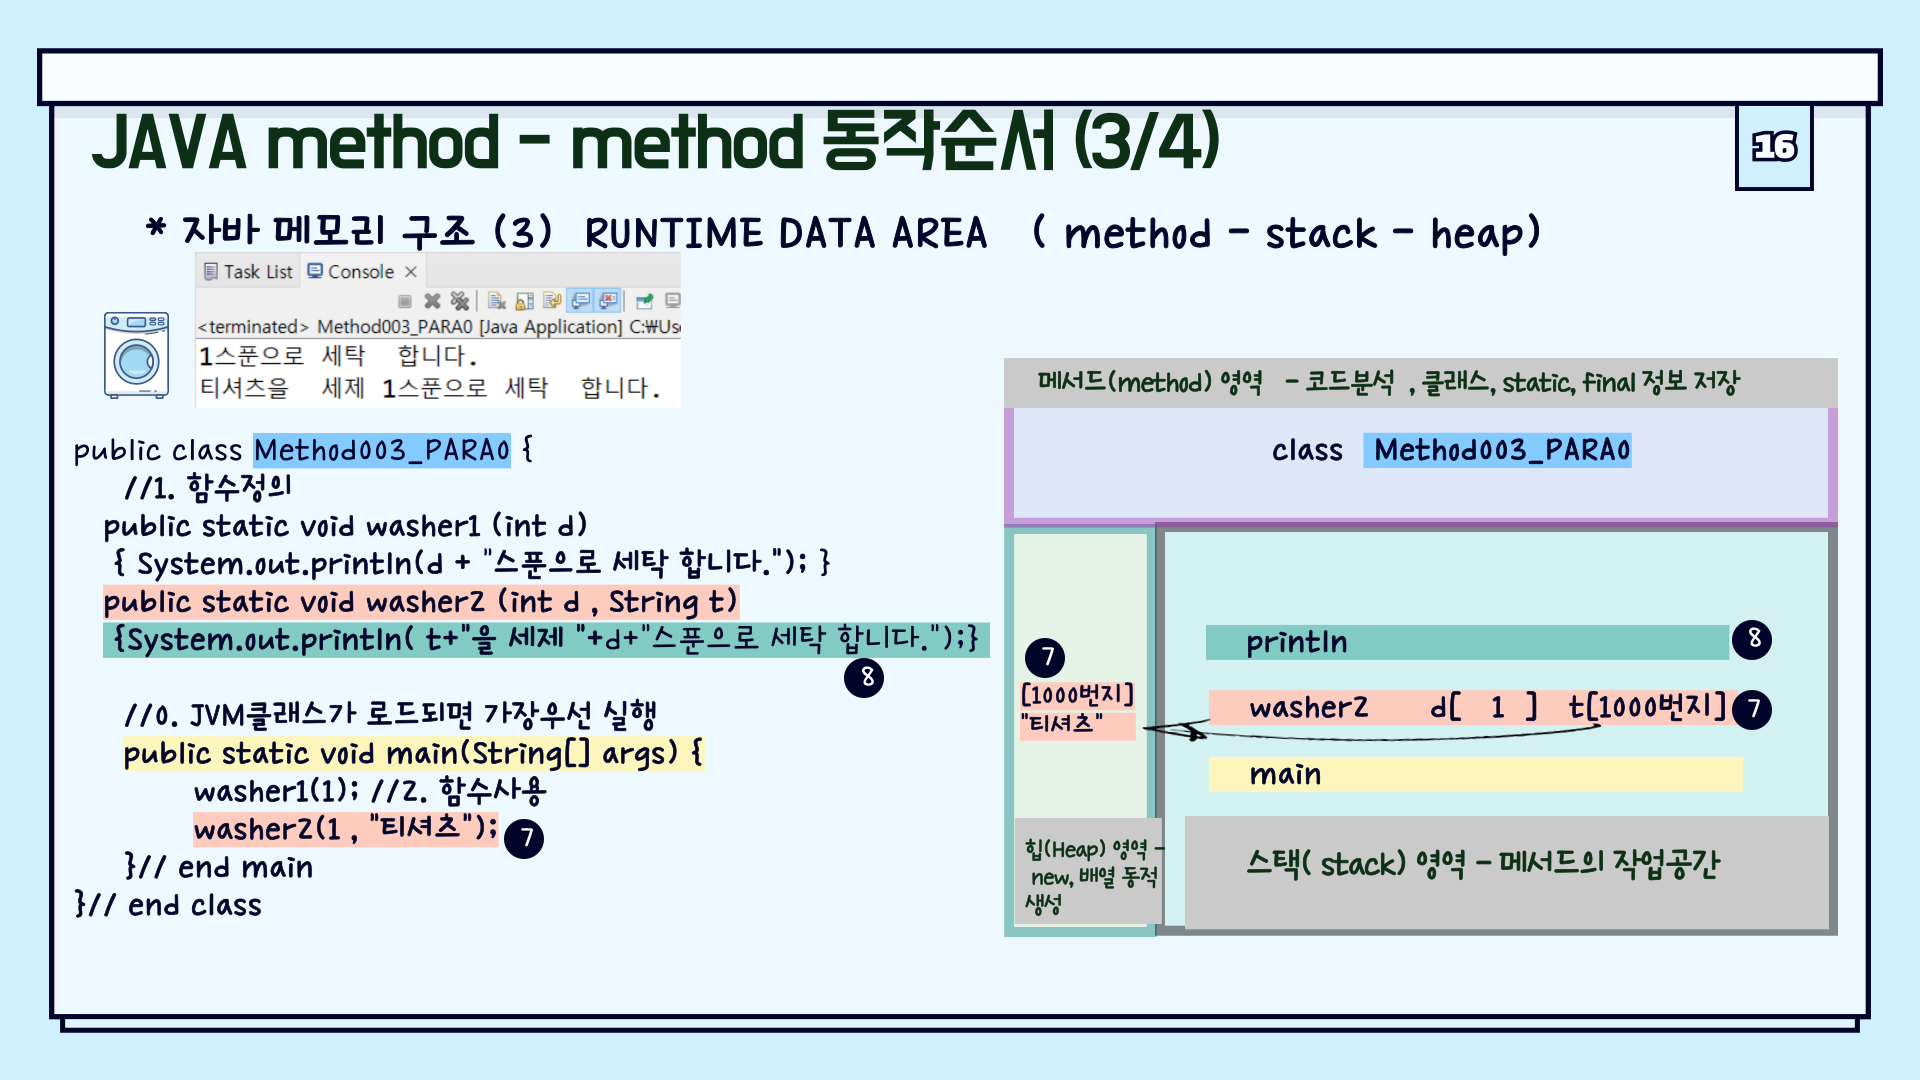 JAVA method - method 동작순서 (3/4)
16
* 자바 메모리 구조 (3) RUNTIME DATA AREA ( method - stack - heap)
Task List Console
<terminated> Method003_PARA0 [Java Application] C:₩Us
1스푼으로 세탁 합니다.
티셔츠을 세제 1스푼으로 세탁 합니다.
public class Method003_PARA0 {
//1. 함수정의
public static void washer1 (int d)
{ System.out.println(d + "스푼으로 세탁 합니다."); }
public static void washer2 (int d , String t)
{System.out.println( t+"을 세제 "+d+"스푼으로 세탁 합니다.");}
8
//0. JVM클래스가 로드되면 가장우선 실행
public static void main(String[] args) {
washer1(1); //2. 함수사용
washer2(1 , "티셔츠");
7
}// end main
}// end class
메서드(method) 영역 - 코드분석 , 클래스, static, final 정보 저장
class Method003_PARA0
7
[1000번지]
"티셔츠"
힙(Heap) 영역 -
new, 배열 동적
생성
println
8
washer2 d[ 1 ] t[1000번지]
7
main
스택( stack) 영역 - 메서드의 작업공간